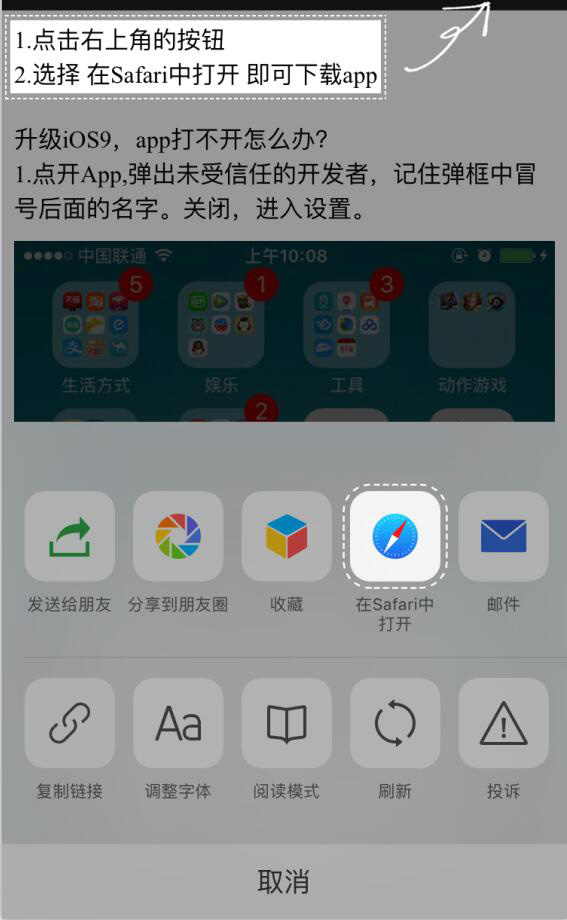 1.点击右上角的按钮
2.选择 在Safari中打开 即可下载app
升级iOS9，app打不开怎么办？
1.点开App,弹出未受信任的开发者，记住弹框中冒
号后面的名字。关闭，进入设置。
中国联通 上午10:08
5 1 3
生活方式 娱乐 工具 动作游戏
2
发送给朋友 分享到朋友圈 收藏 在Safari中 邮件
打开
Aa
复制链接 调整字体 阅读模式 刷新 投诉
取消